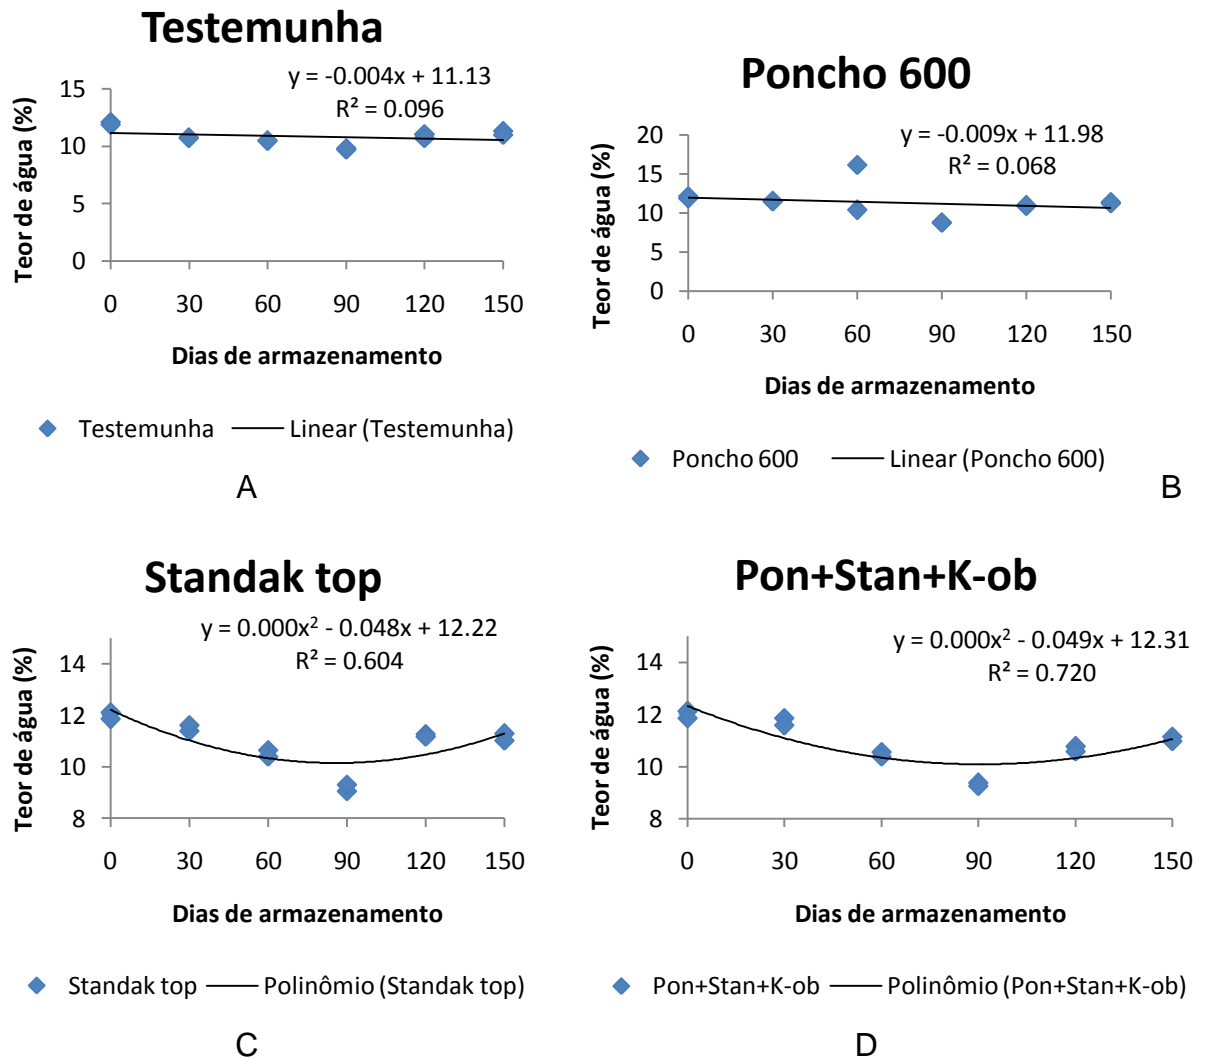 Testemunha
y = -0.004x + 11.13
R² = 0.096
Teor de água (%)
15
10
5
0
0 30 60 90 120 150
Dias de armazenamento
Testemunha Linear (Testemunha)
A
Poncho 600
y = -0.009x + 11.98
R² = 0.068
Teor de água (%)
20
15
10
5
0
0 30 60 90 120 150
Dias de armazenamento
Poncho 600 Linear (Poncho 600)
B
Standak top
y = 0.000x² - 0.048x + 12.22
R² = 0.604
Teor de água (%)
14
12
10
8
0 30 60 90 120 150
Dias de armazenamento
Standak top Polinômio (Standak top)
C
Pon+Stan+K-ob
y = 0.000x² - 0.049x + 12.31
R² = 0.720
Teor de água (%)
14
12
10
8
0 30 60 90 120 150
Dias de armazenamento
Pon+Stan+K-ob Polinômio (Pon+Stan+K-ob)
D